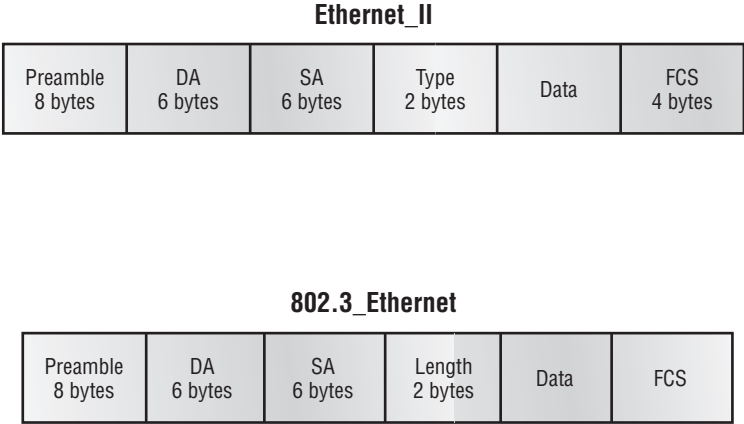 Ethernet_II
Preamble
8 bytes
DA
6 bytes
SA
6 bytes
Type
2 bytes
Data
FCS
4 bytes
802.3_Ethernet
Preamble
8 bytes
DA
6 bytes
SA
6 bytes
Length
2 bytes
Data
FCS